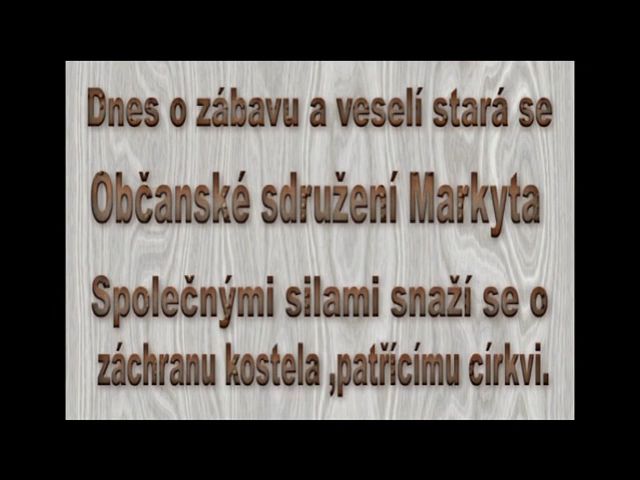 Dnes o zábavu a veselí stará se
Občanské sdružení Markyta
Společnými silami snaží se o
záchranu kostela ,patřícímu církvi.